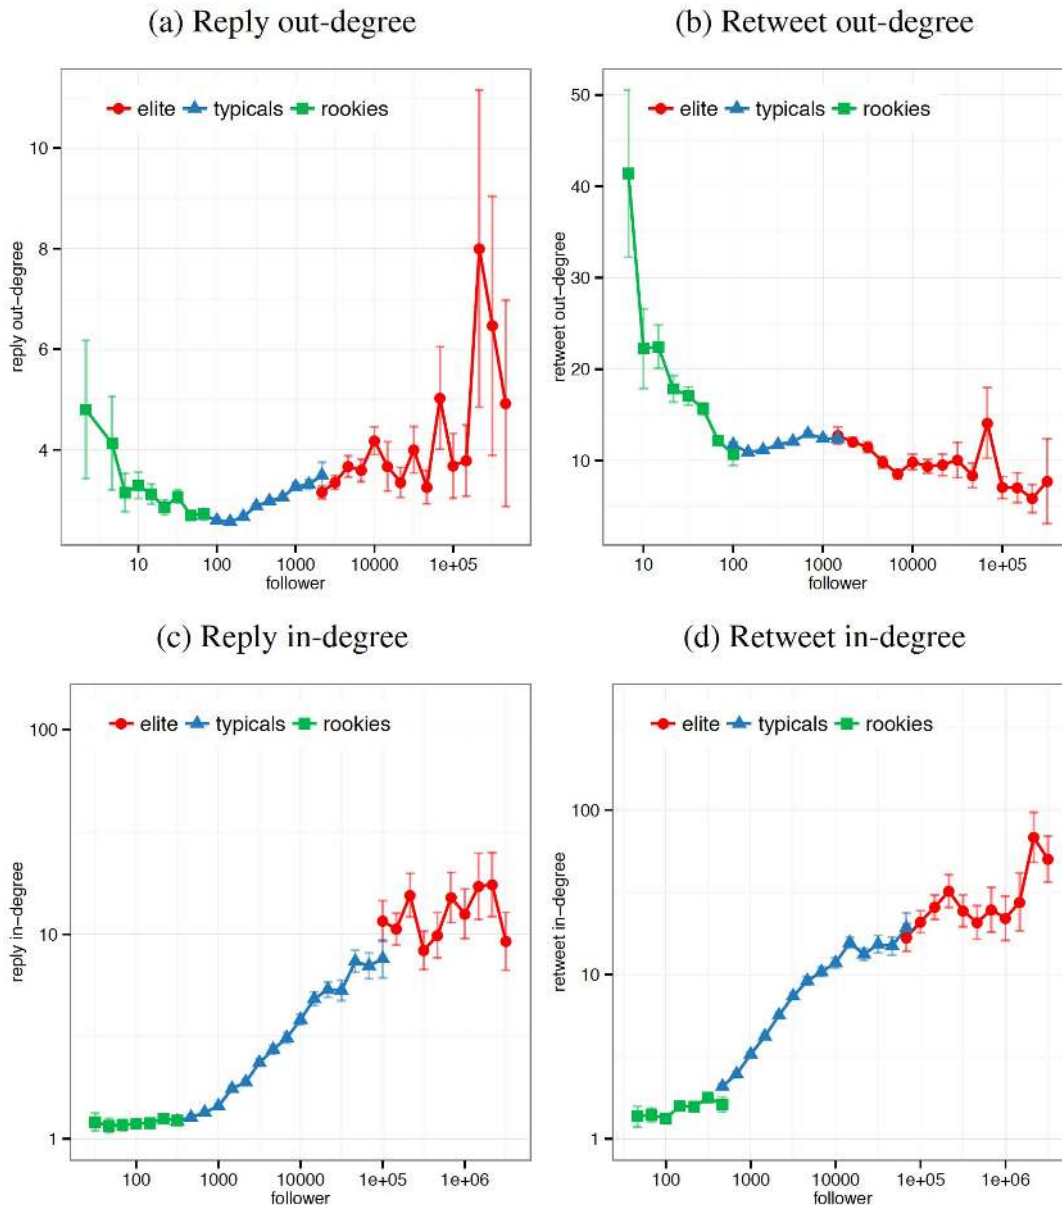 (a) Reply out-degree
elite typicals rookies
10
8
6
4
reply out-degree
10 100 1000 10000 1e+05
follower
(b) Retweet out-degree
elite typicals rookies
50
40
30
20
10
retweet out-degree
10 100 1000 10000 1e+05
follower
(c) Reply in-degree
elite typicals rookies
100
10
1
reply in-degree
100 1000 10000 1e+05 1e+06
follower
(d) Retweet in-degree
elite typicals rookies
100
10
1
retweet in-degree
100 1000 10000 1e+05 1e+06
follower